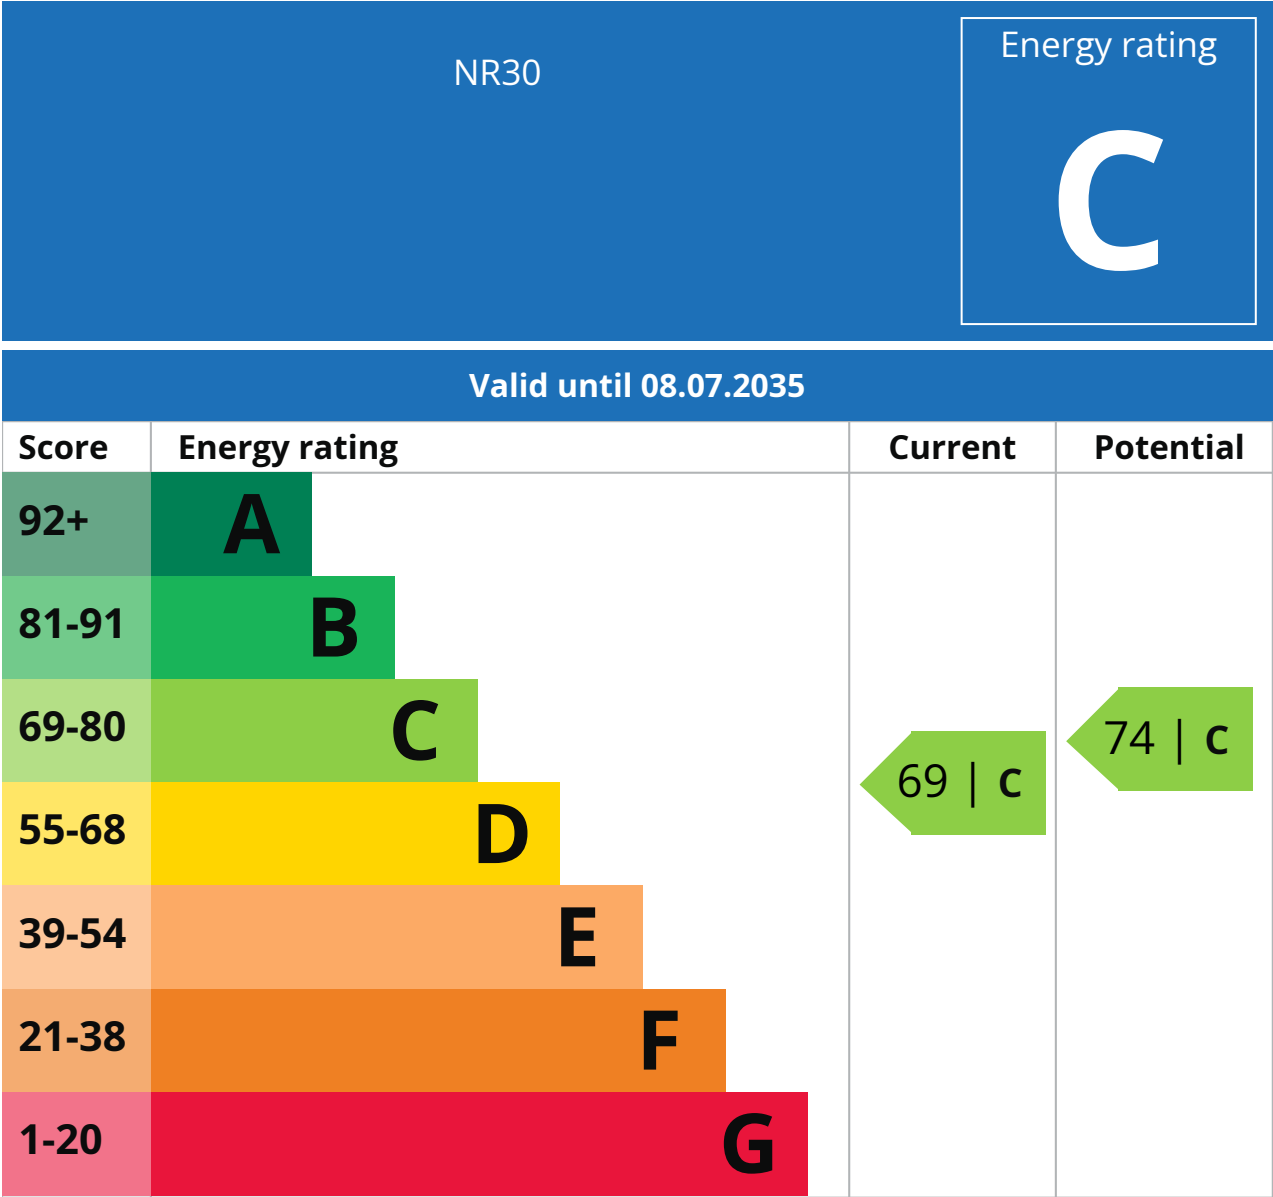 NR30
Energy rating
C
Valid until 08.07.2035
Score Energy rating Current Potential
92+ A
81-91 B
69-80 C
74 | C
69 | C
55-68 D
39-54 E
21-38 F
1-20 G